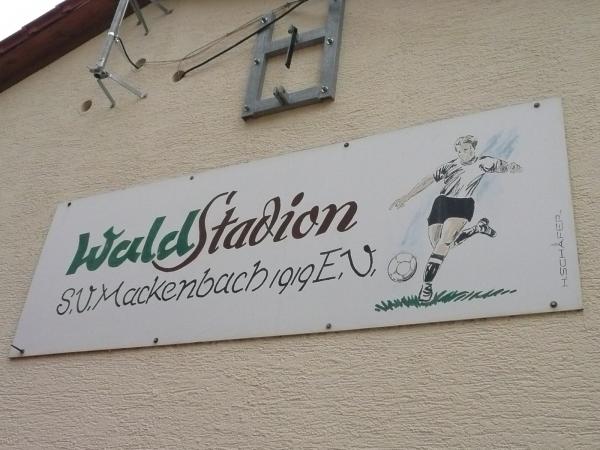 WaldStadion
S.V. Mackenbach 1919 E.V.
H. SCHÄFER